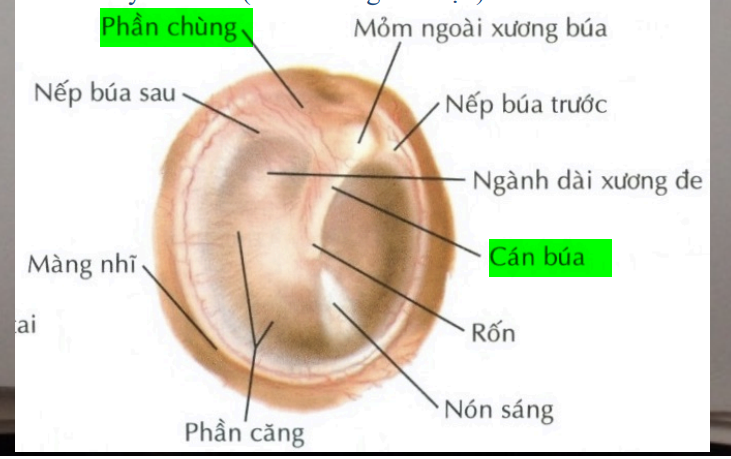 Phần chùng
Mỏm ngoài xương búa
Nếp búa sau
Nếp búa trước
Ngành dài xương đe
Cán búa
Màng nhĩ
Rốn
Nón sáng
Phần căng